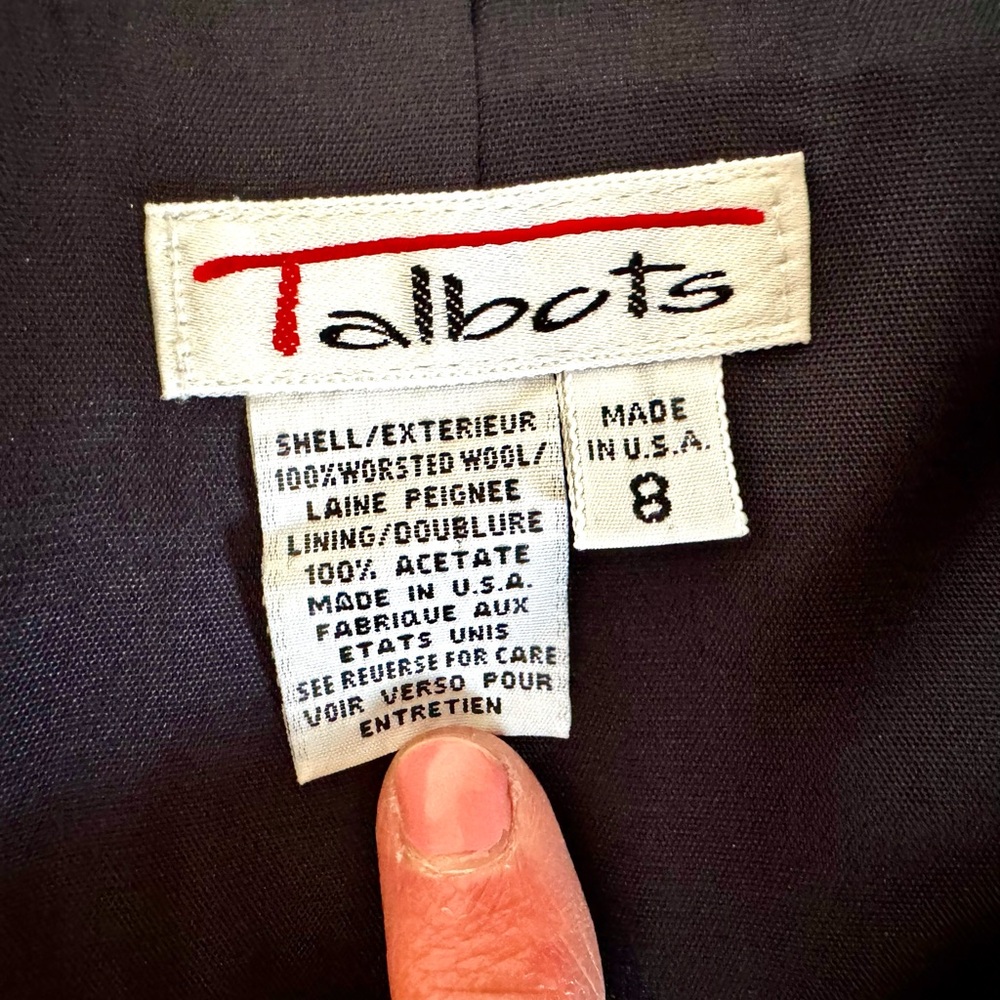 Talbots
SHELL/EXTERIEUR
100%WORSTED WOOL/
LAINE PEIGNEE
LINING/DOUBLURE
100% ACETATE
MADE IN U.S.A.
FABRIQUE AUX
ETATS UNIS
SEE REVERSE FOR CARE
VOIR VERSO POUR
ENTRETIEN
MADE
IN U.S.A.
8